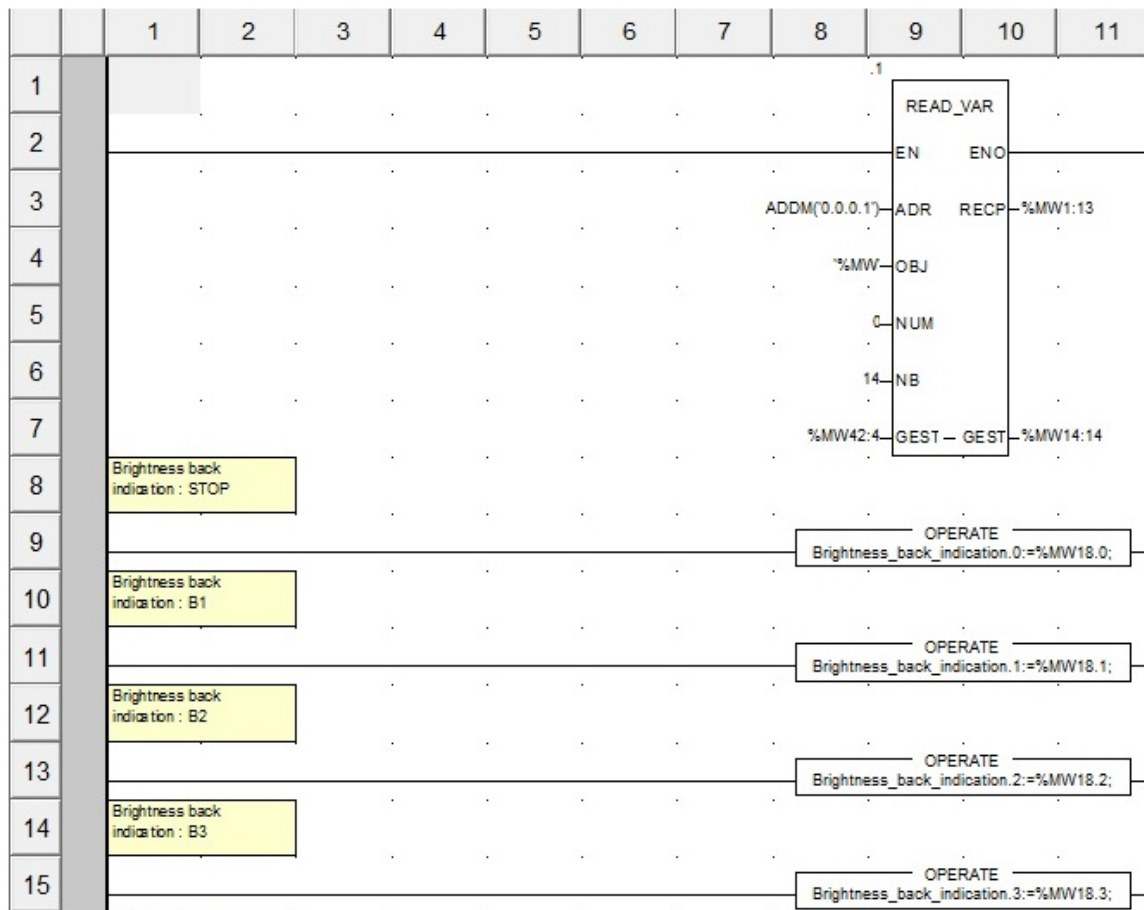 1 2 3 4 5 6 7 8 9 10 11
1
.1
READ_VAR
2
EN ENO
3
ADDM('0.0.0.1') ADR RECP %MW1:13
4
'%MW' OBJ
5
0 NUM
6
14 NB
7
%MW42:4 GEST GEST %MW14:14
8
Brightness back
indication : STOP
9
OPERATE
Brightness_back_indication.0:=%MW18.0;
10
Brightness back
indication : B1
11
OPERATE
Brightness_back_indication.1:=%MW18.1;
12
Brightness back
indication : B2
13
OPERATE
Brightness_back_indication.2:=%MW18.2;
14
Brightness back
indication : B3
15
OPERATE
Brightness_back_indication.3:=%MW18.3;